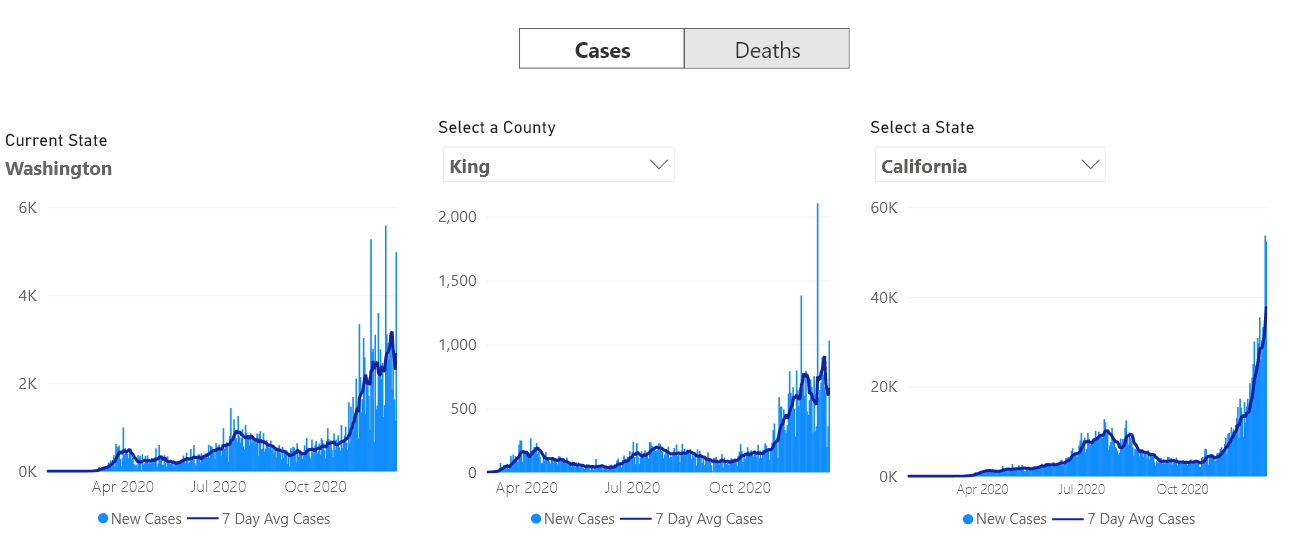 Cases Deaths
Current State
Washington
Select a County
King
Select a State
California
6K
4K
2K
0K
Apr 2020 Jul 2020 Oct 2020
New Cases 7 Day Avg Cases
2,000
1,500
1,000
500
0
Apr 2020 Jul 2020 Oct 2020
New Cases 7 Day Avg Cases
60K
40K
20K
0K
Apr 2020 Jul 2020 Oct 2020
New Cases 7 Day Avg Cases